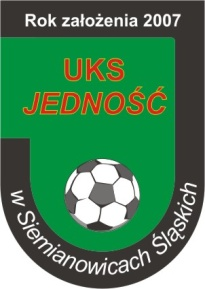 Rok założenia 2007
UKS
JEDNOŚĆ
w Siemianowicach Śląskich